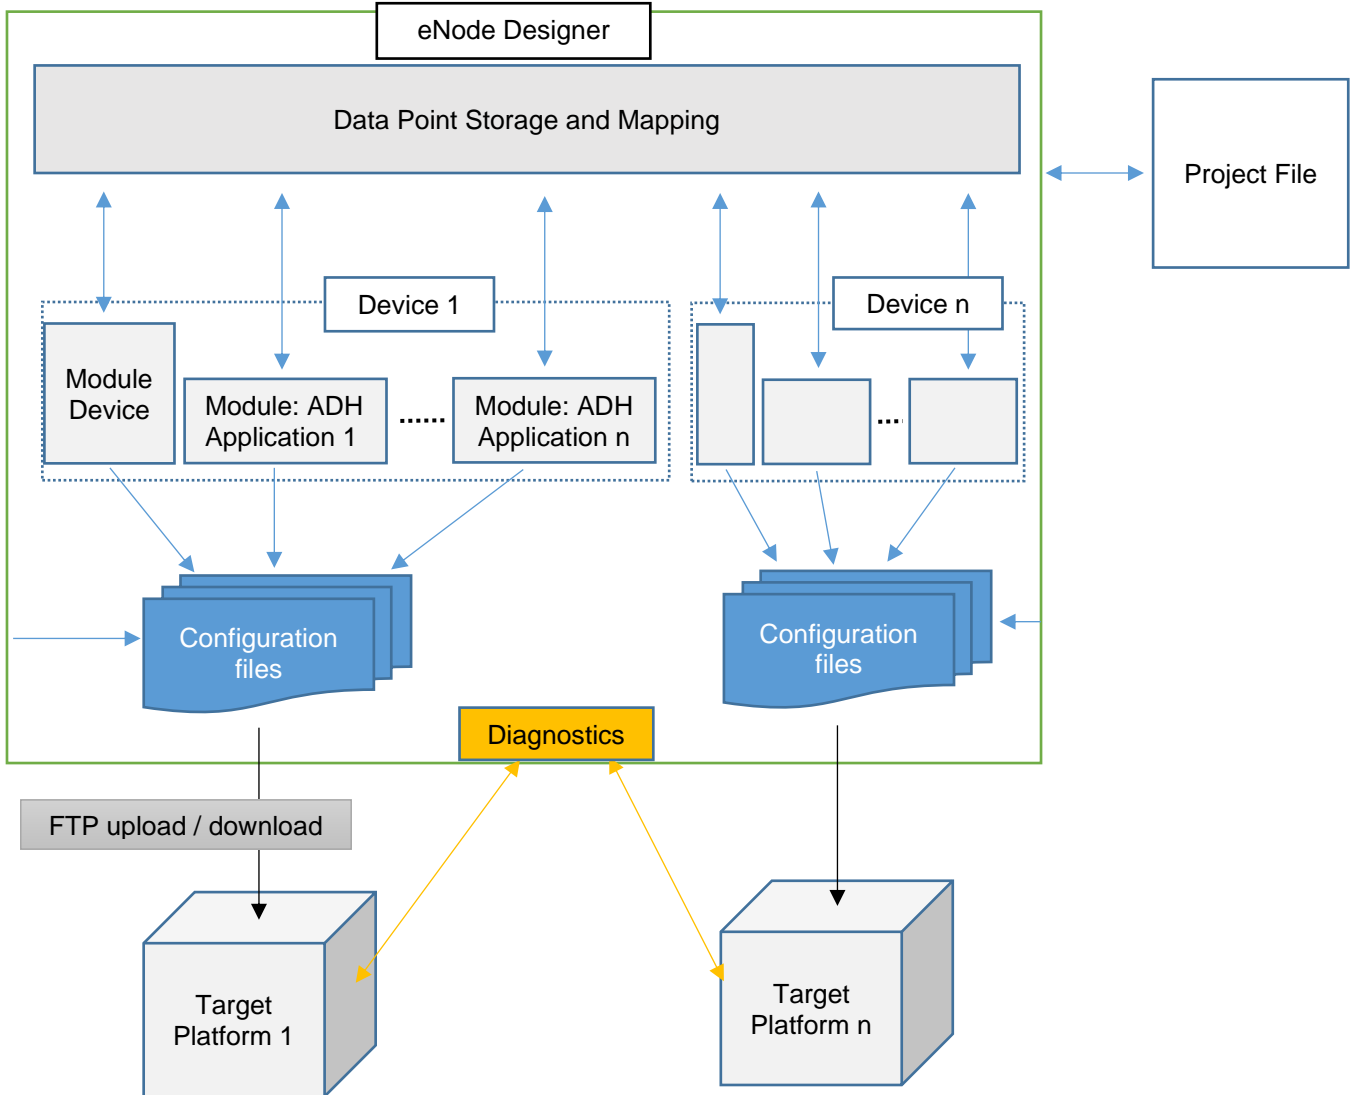 eNode Designer
Data Point Storage and Mapping
Project File
Device 1
Device n
Module
Device
Module: ADH
Application 1
......
Module: ADH
Application n
....
Configuration
files
Configuration
files
Diagnostics
FTP upload / download
Target
Platform 1
Target
Platform n